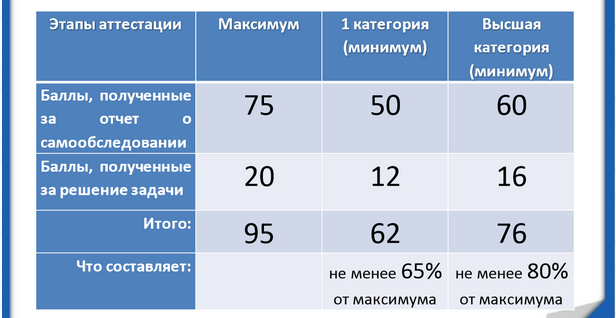 Этапы аттестации Максимум 1 категория (минимум) Высшая категория (минимум)
Баллы, полученные
за отчет о
самообследовании
75 50 60
Баллы, полученные
за решение задачи
20 12 16
Итого: 95 62 76
Что составляет: не менее 65% не менее 80%
от максимума от максимума